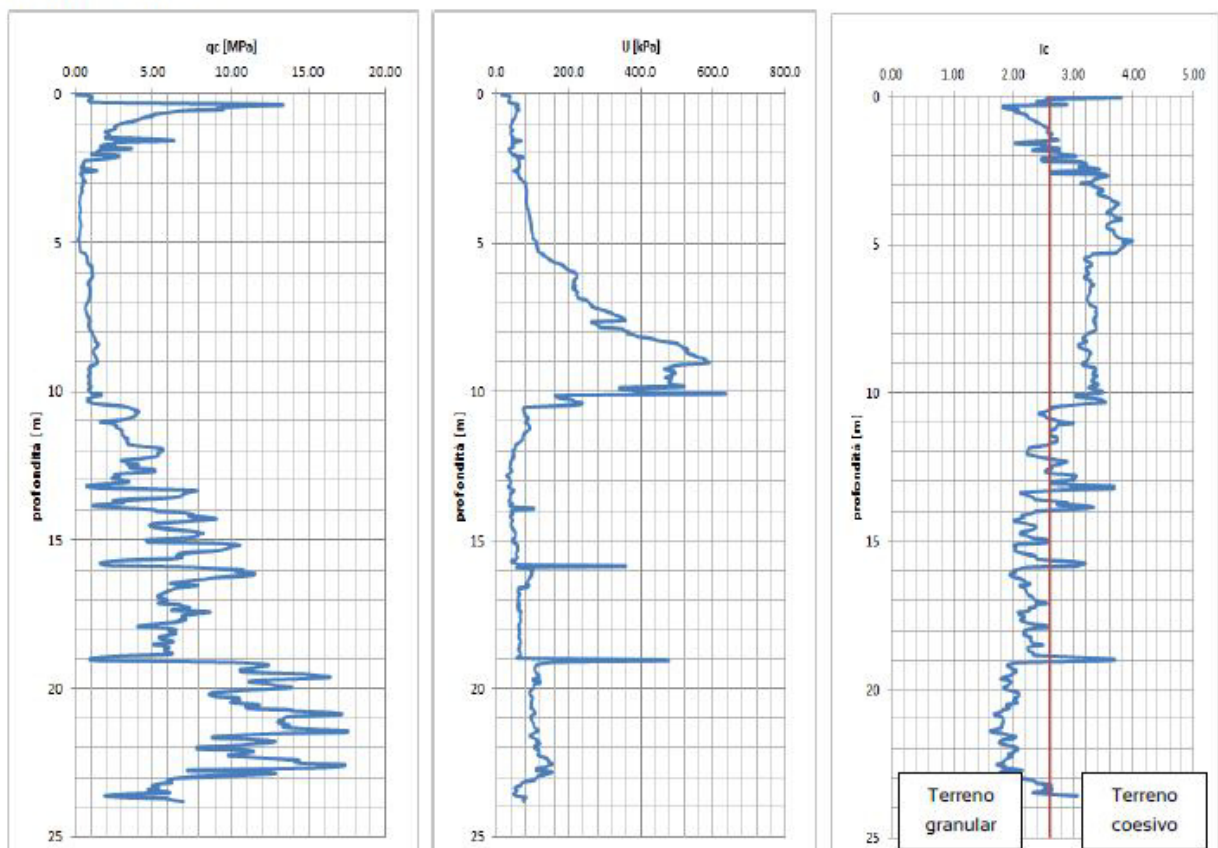 qc [MPa]
0.00 5.00 10.00 15.00 20.00
0
5
10
15
20
25
profondità [m]
U [kPa]
0.0 200.0 400.0 600.0 800.0
0
5
10
15
20
25
profondità [m]
Ic
0.00 1.00 2.00 3.00 4.00 5.00
0
5
10
15
20
25
profondità [m]
Terreno
granular
Terreno
coesivo